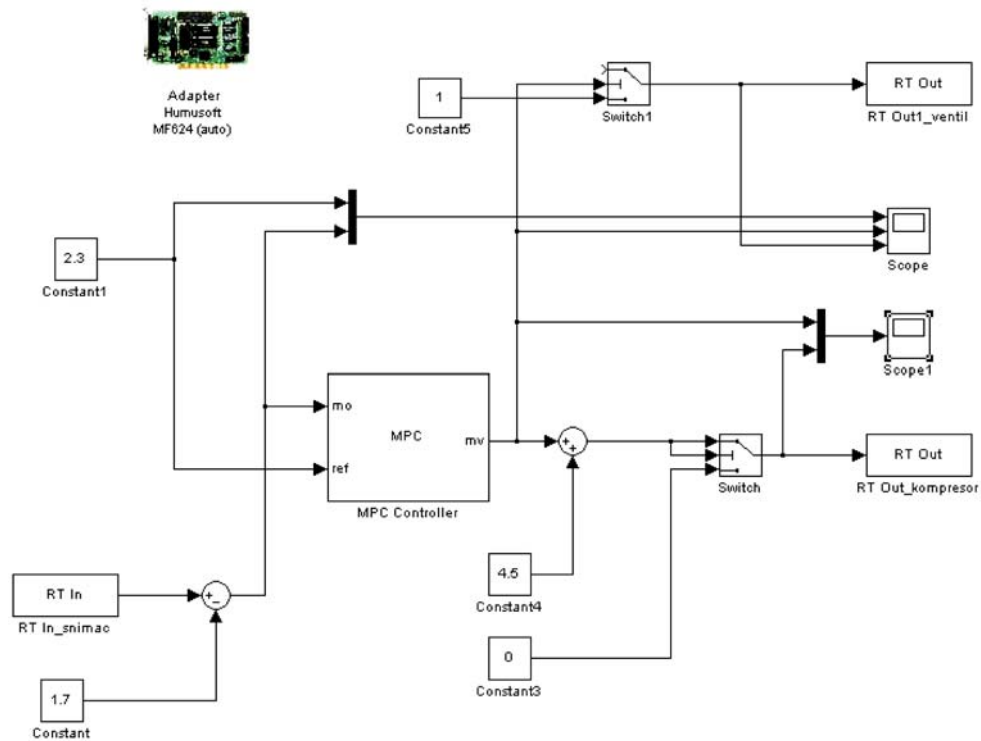 Adapter
Humusoft
MF624 (auto)
1
Constant5
Switch1
RT Out
RT Out1_ventil
2.3
Constant1
Scope
Scope1
mo
MPC
mv
ref
MPC Controller
+
+
Switch
RT Out
RT Out_kompresor
4.5
Constant4
RT In
RT In_snimac
+
-
0
Constant3
1.7
Constant